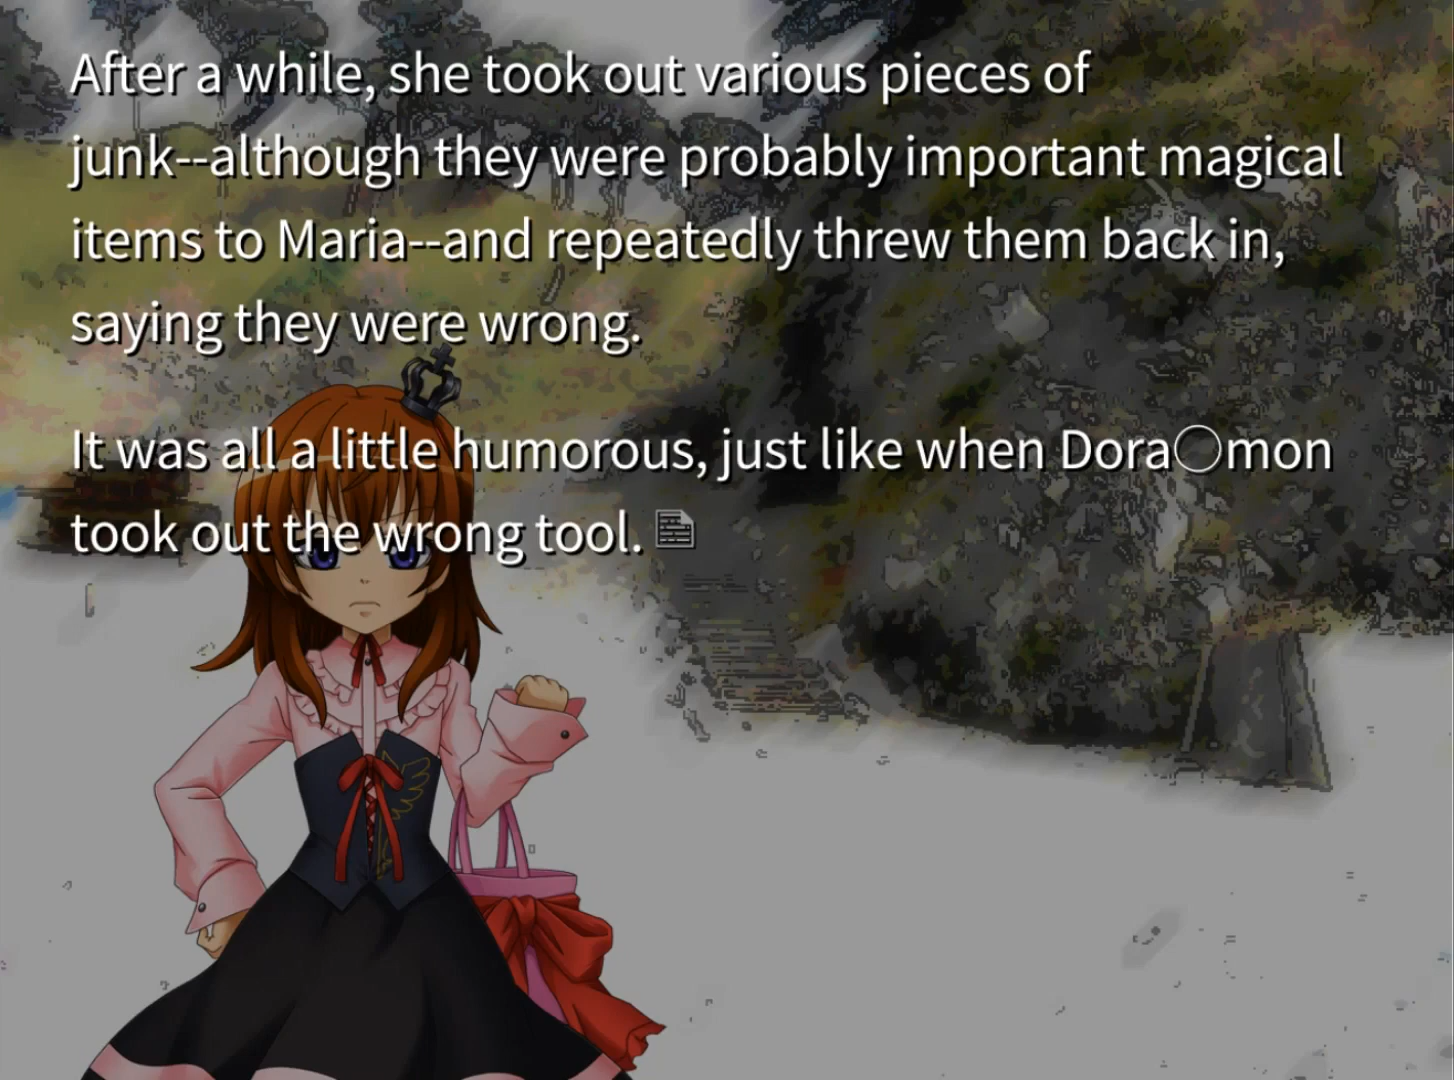 After a while, she took out various pieces of
junk--although they were probably important magical
items to Maria--and repeatedly threw them back in,
saying they were wrong.
It was all a little humorous, just like when Dora◯mon
took out the wrong tool.